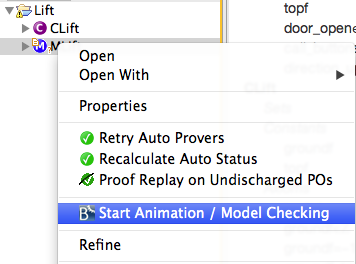 Lift
CLift
MLift
topf
door_opene
Open
Open With
Properties
Retry Auto Provers
Recalculate Auto Status
Proof Replay on Undischarged POs
Start Animation / Model Checking
Refine